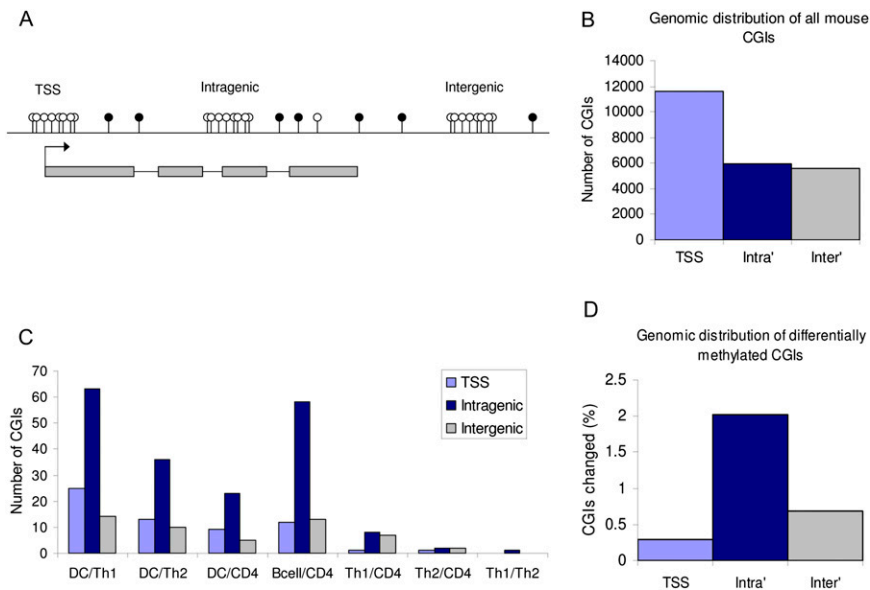 A
TSS
Intragenic
Intergenic
B
Genomic distribution of all mouse
CGIs
Number of CGIs
14000
12000
10000
8000
6000
4000
2000
0
TSS Intra' Inter'
C
Number of CGIs
70
60
50
40
30
20
10
0
DC/Th1 DC/Th2 DC/CD4 Bcell/CD4 Th1/CD4 Th2/CD4 Th1/Th2
TSS
Intragenic
Intergenic
D
Genomic distribution of differentially
methylated CGIs
CGIs changed (%)
2.5
2
1.5
1
0.5
0
TSS Intra' Inter'